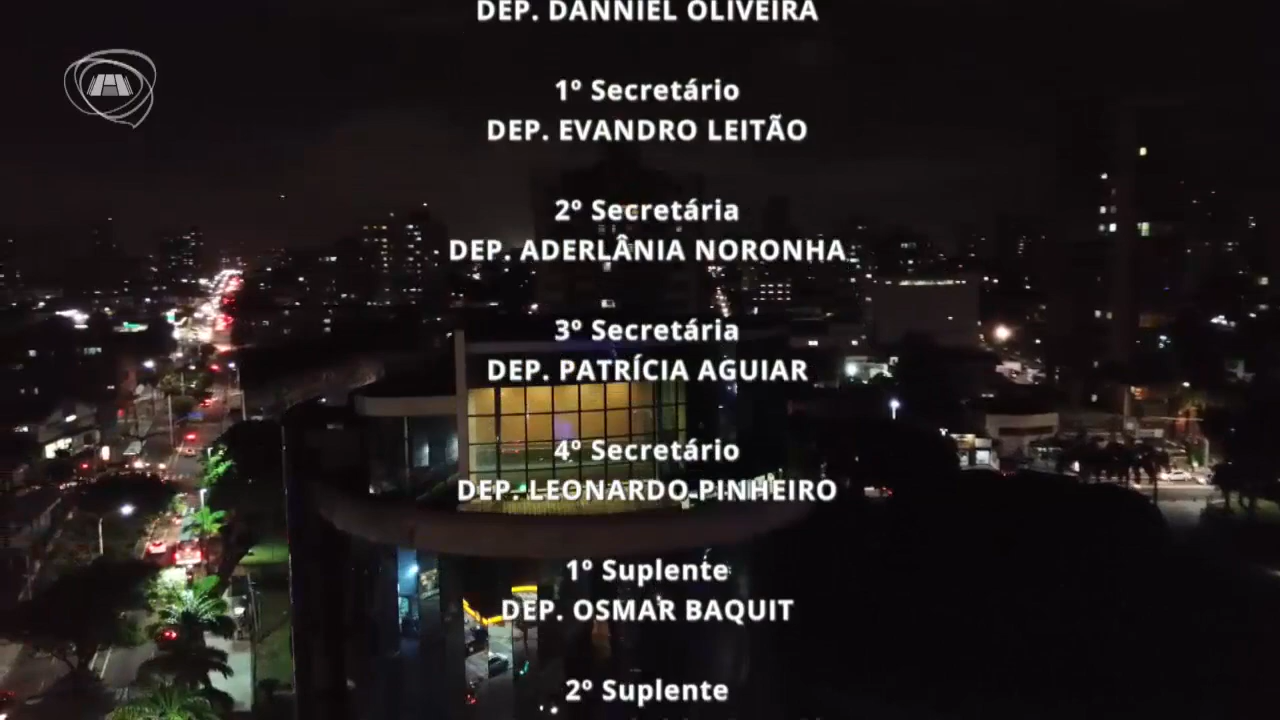 DEP. DANNIEL OLIVEIRA
1º Secretário
DEP. EVANDRO LEITÃO
2º Secretária
DEP. ADERLÂNIA NORONHA
3º Secretária
DEP. PATRÍCIA AGUIAR
4º Secretário
DEP. LEONARDO PINHEIRO
1º Suplente
DEP. OSMAR BAQUIT
2º Suplente